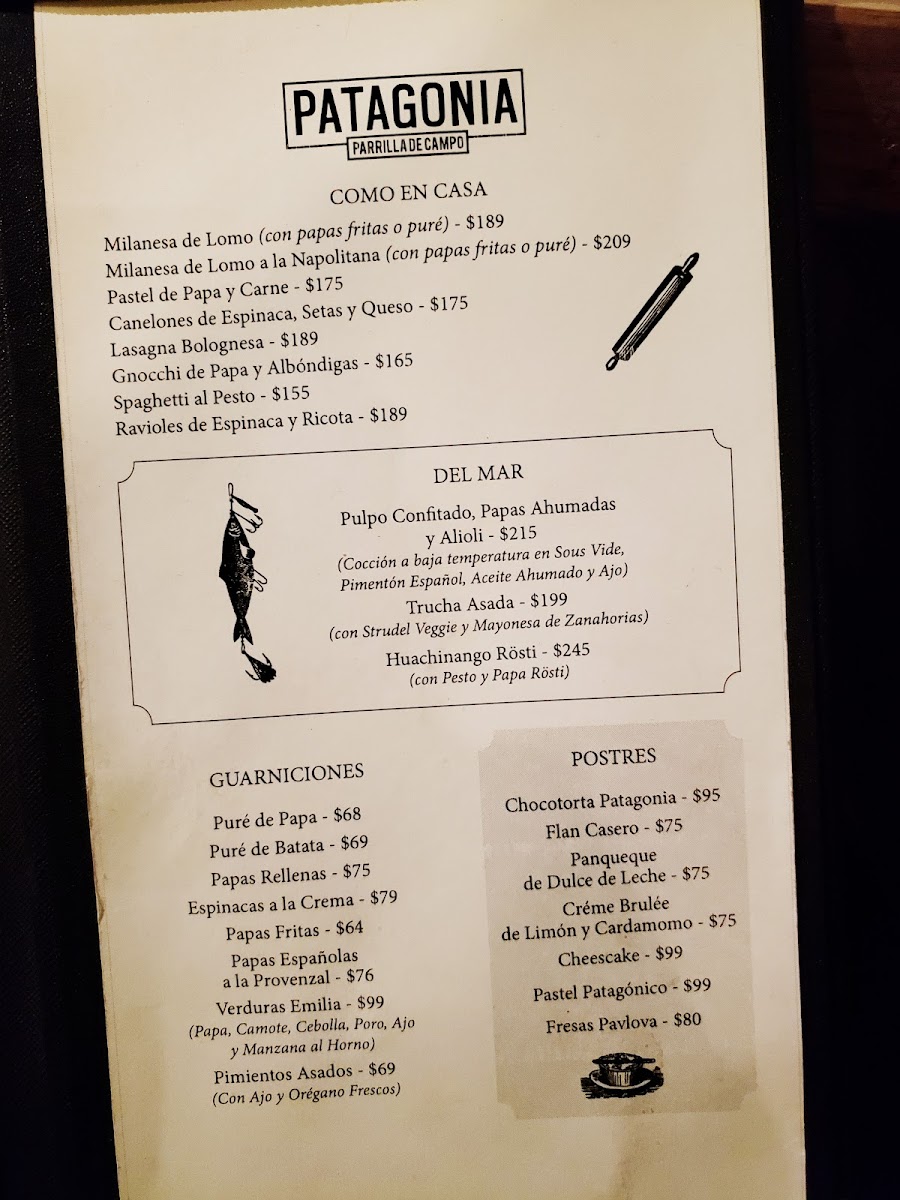 PATAGONIA
PARRILLA DE CAMPO
COMO EN CASA
Milanesa de Lomo (con papas fritas o puré) - $189
Milanesa de Lomo a la Napolitana (con papas fritas o puré) - $209
Pastel de Papa y Carne - $175
Canelones de Espinaca, Setas y Queso - $175
Lasagna Bolognesa - $189
Gnocchi de Papa y Albóndigas - $165
Spaghetti al Pesto - $155
Ravioles de Espinaca y Ricota - $189
DEL MAR
Pulpo Confitado, Papas Ahumadas
y Alioli - $215
(Cocción a baja temperatura en Sous Vide,
Pimentón Español, Aceite Ahumado y Ajo)
Trucha Asada - $199
(con Strudel Veggie y Mayonesa de Zanahorias)
Huachinango Rösti - $245
(con Pesto y Papa Rösti)
GUARNICIONES
Puré de Papa - $68
Puré de Batata - $69
Papas Rellenas - $75
Espinacas a la Crema - $79
Papas Fritas - $64
Papas Españolas
a la Provenzal - $76
Verduras Emilia - $99
(Papa, Camote, Cebolla, Poro, Ajo
y Manzana al Horno)
Pimientos Asados - $69
(Con Ajo y Orégano Frescos)
POSTRES
Chocotorta Patagonia - $95
Flan Casero - $75
Panqueque
de Dulce de Leche - $75
Créme Brulée
de Limón y Cardamomo - $75
Cheescake - $99
Pastel Patagónico - $99
Fresas Pavlova - $80